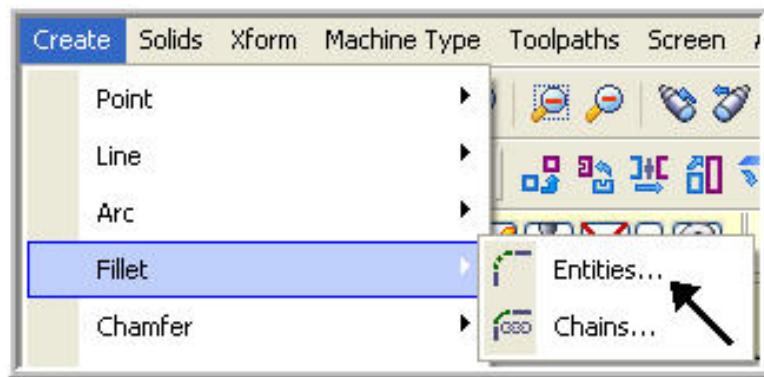 Create Solids Xform Machine Type Toolpaths Screen
Point
Line
Arc
Fillet
Entities...
Chamfer
Chains...